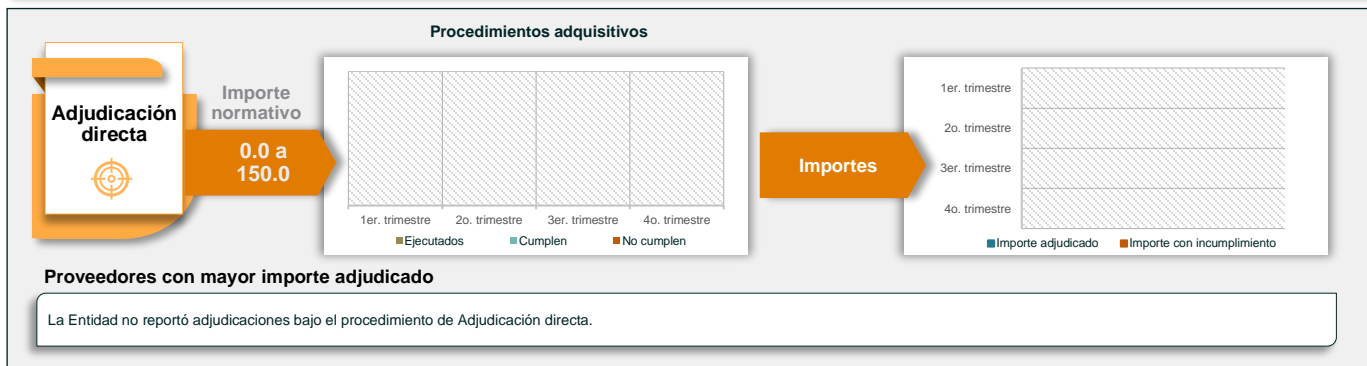 Procedimientos adquisitivos
Adjudicación
directa
Importe
normativo
0.0 a
150.0
1er. trimestre
2o. trimestre
3er. trimestre
4o. trimestre
Ejecutados
Cumplen
No cumplen
Importes
1er. trimestre
2o. trimestre
3er. trimestre
4o. trimestre
Importe adjudicado
Importe con incumplimiento
Proveedores con mayor importe adjudicado
La Entidad no reportó adjudicaciones bajo el procedimiento de Adjudicación directa.